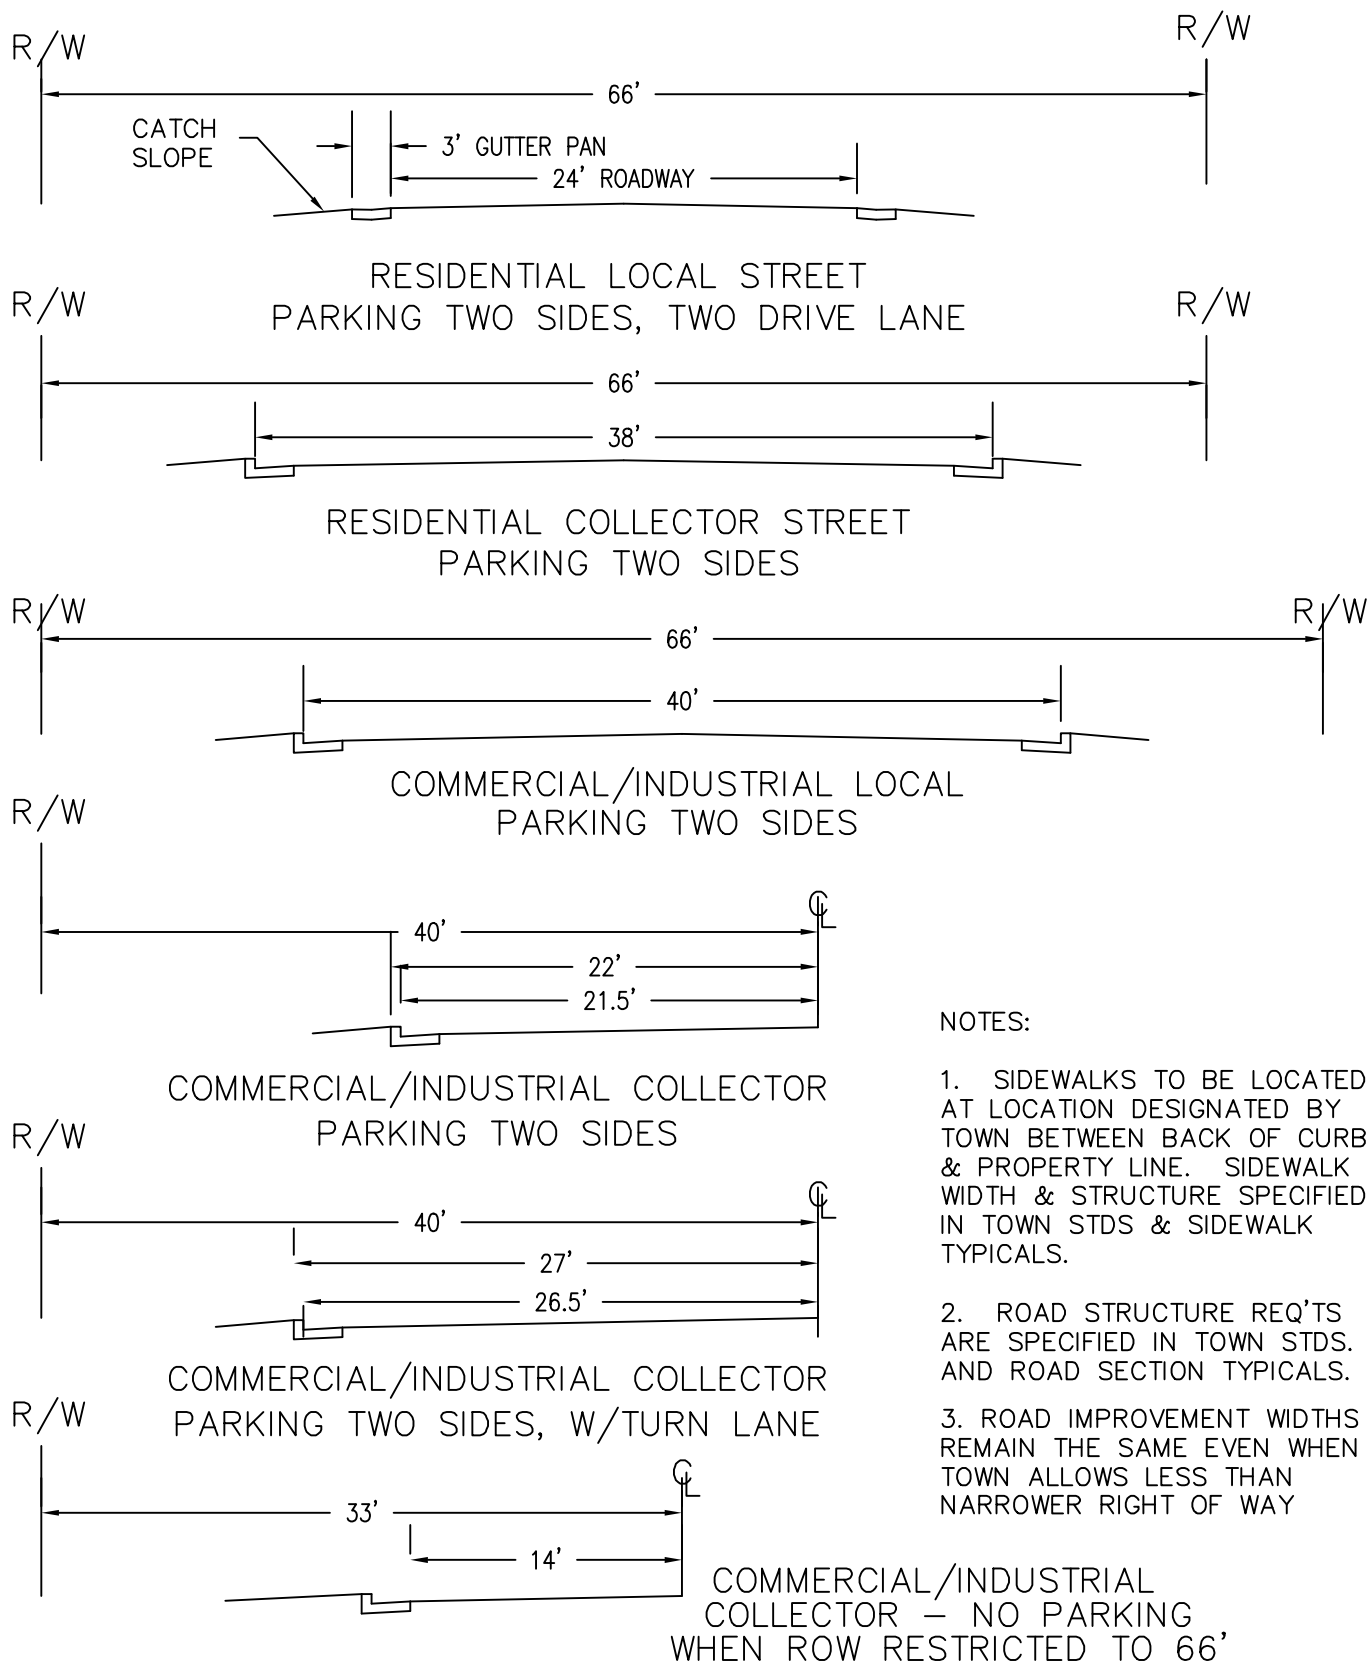 R/W
R/W
66'
CATCH
SLOPE
3' GUTTER PAN
24' ROADWAY
RESIDENTIAL LOCAL STREET
PARKING TWO SIDES, TWO DRIVE LANE
R/W
R/W
66'
38'
RESIDENTIAL COLLECTOR STREET
PARKING TWO SIDES
R/W
R/W
66'
40'
COMMERCIAL/INDUSTRIAL LOCAL
PARKING TWO SIDES
R/W
CL
40'
22'
21.5'
COMMERCIAL/INDUSTRIAL COLLECTOR
PARKING TWO SIDES
R/W
CL
40'
27'
26.5'
COMMERCIAL/INDUSTRIAL COLLECTOR
PARKING TWO SIDES, W/TURN LANE
R/W
CL
33'
14'
COMMERCIAL/INDUSTRIAL
COLLECTOR – NO PARKING
WHEN ROW RESTRICTED TO 66'
NOTES:
1. SIDEWALKS TO BE LOCATED
AT LOCATION DESIGNATED BY
TOWN BETWEEN BACK OF CURB
& PROPERTY LINE. SIDEWALK
WIDTH & STRUCTURE SPECIFIED
IN TOWN STDS & SIDEWALK
TYPICALS.
2. ROAD STRUCTURE REQ'TS
ARE SPECIFIED IN TOWN STDS.
AND ROAD SECTION TYPICALS.
3. ROAD IMPROVEMENT WIDTHS
REMAIN THE SAME EVEN WHEN
TOWN ALLOWS LESS THAN
NARROWER RIGHT OF WAY